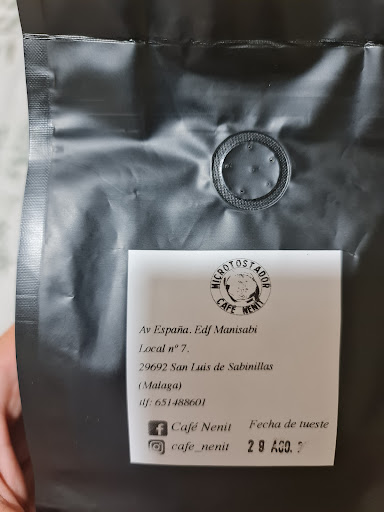 MICROTOSTADOR
CAFE NENIT
Av España. Edf Manisabi
Local nº 7.
29692 San Luis de Sabinillas
(Malaga)
tlf: 651488601
Café Nenit Fecha de tueste
cafe_nenit 29 AGO.